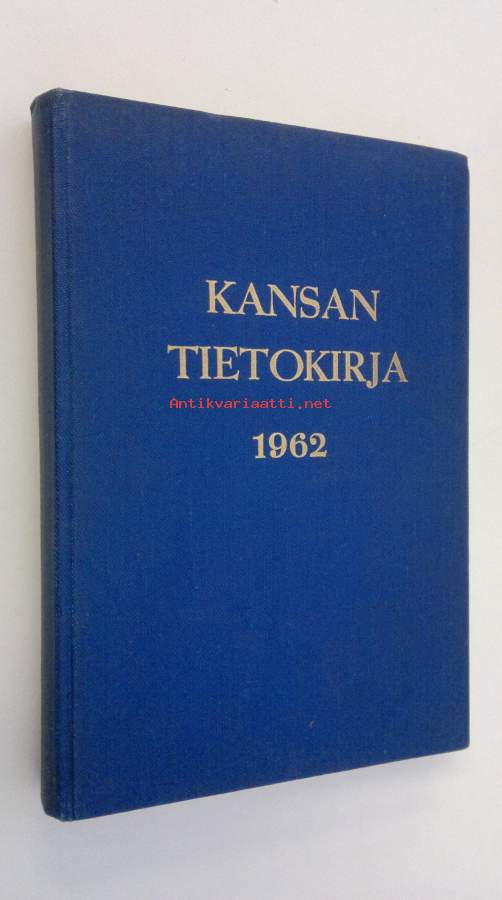 KANSAN
TIETOKIRJA
Antikvariaatti.net
1962